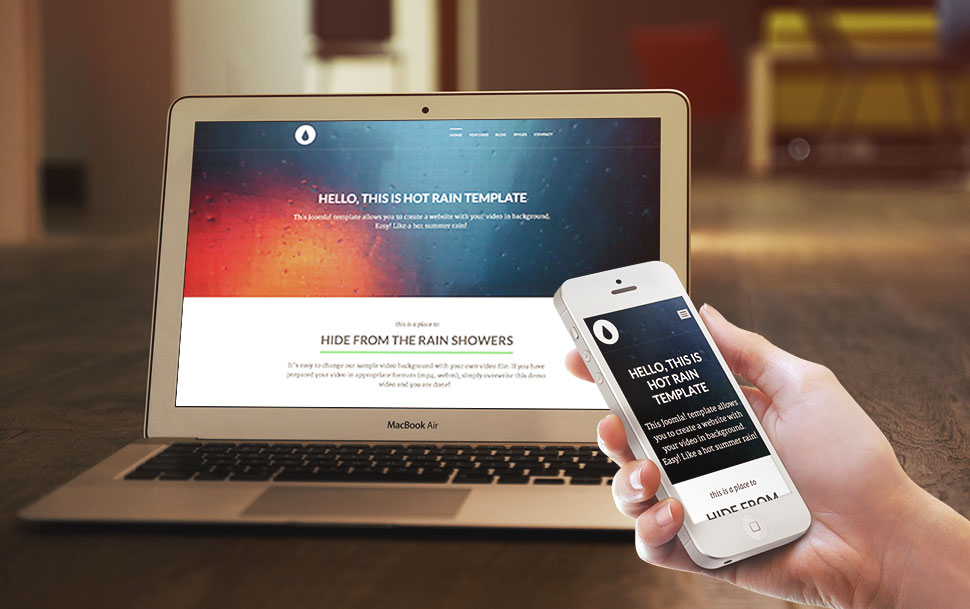 HOME FEATURES BLOG SPICES CONTACT
HELLO, THIS IS HOT RAIN TEMPLATE
This Joomla! template allows you to create a website with your video in background.
Easy! Like a hot summer rain!
this is a place to
HIDE FROM THE RAIN SHOWERS
It's easy to change our sample video background with your own video file. If you have
prepared your video in appropriate formats (mp4, webm), simply overwrite this demo
video and you are done!
MacBook Air
HELLO, THIS IS
HOT RAIN
TEMPLATE
This Joomla! template allows
you to create a website with
your video in background.
Easy! Like a hot summer rain!
this is a place to
HIDE FROM